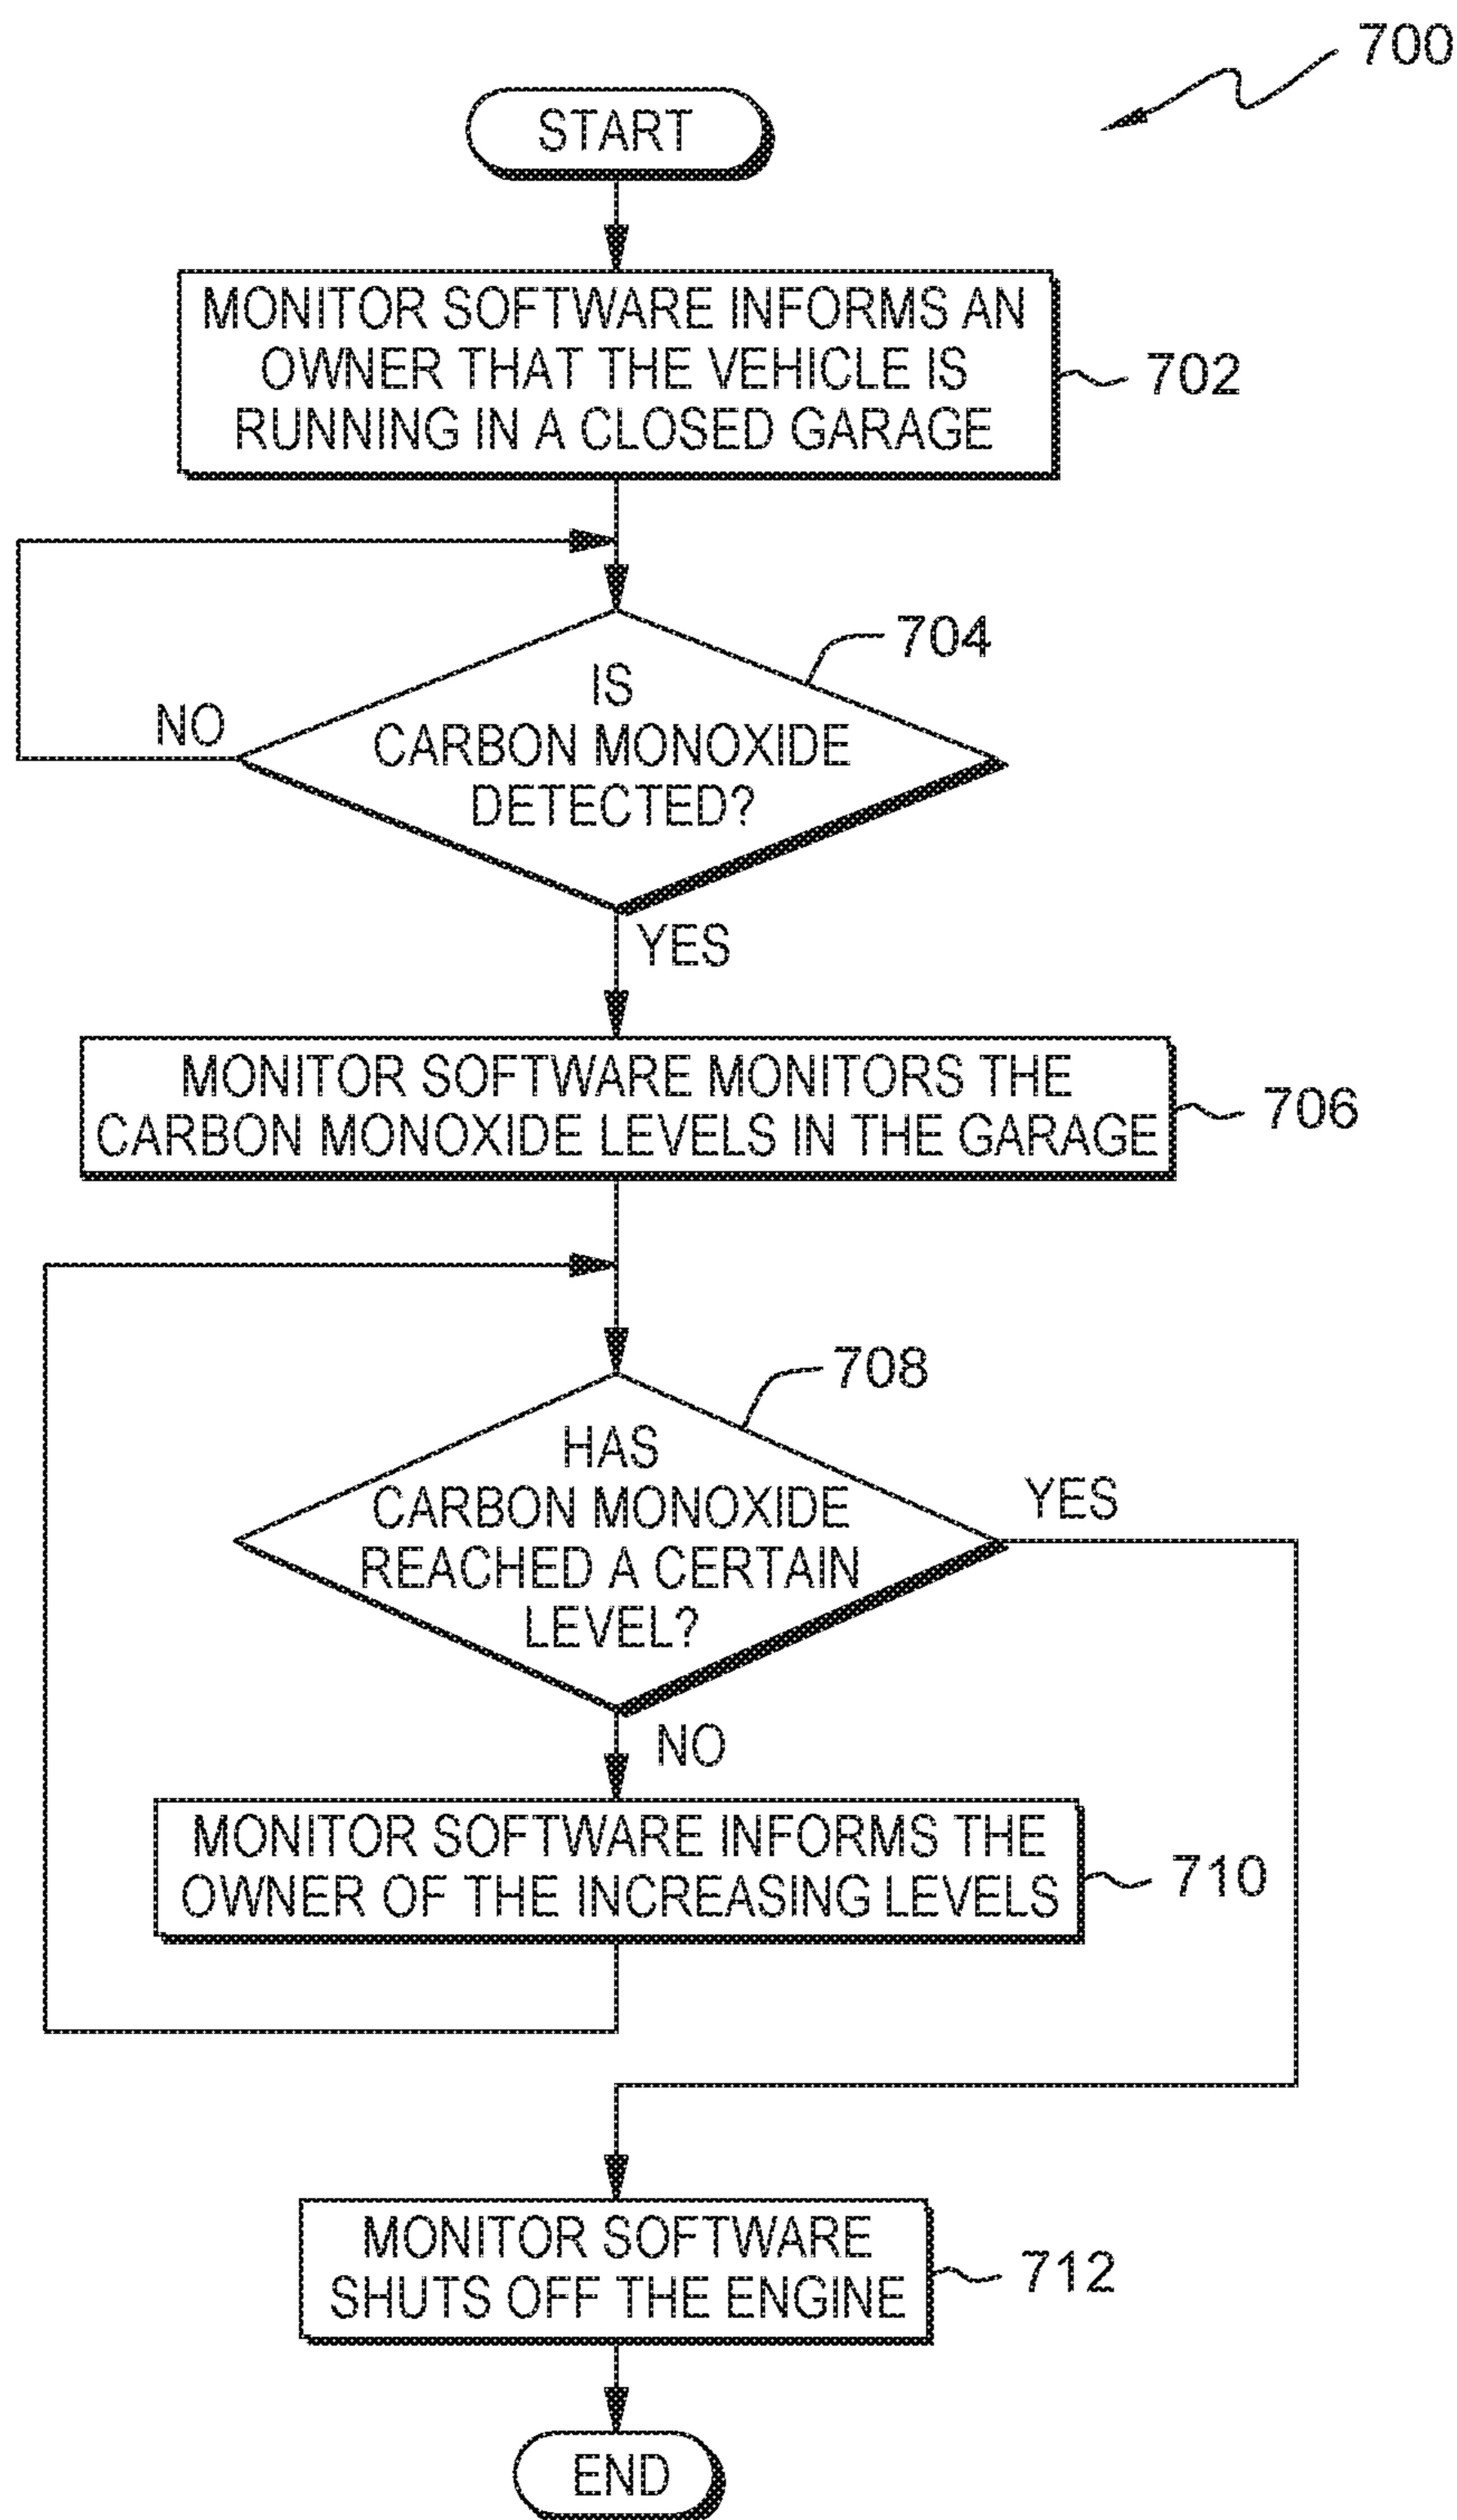 700
START
MONITOR SOFTWARE INFORMS AN
OWNER THAT THE VEHICLE IS
RUNNING IN A CLOSED GARAGE
702
704
IS
CARBON MONOXIDE
DETECTED?
NO
YES
MONITOR SOFTWARE MONITORS THE
CARBON MONOXIDE LEVELS IN THE GARAGE
706
708
HAS
CARBON MONOXIDE
REACHED A CERTAIN
LEVEL?
YES
NO
MONITOR SOFTWARE INFORMS THE
OWNER OF THE INCREASING LEVELS
710
MONITOR SOFTWARE
SHUTS OFF THE ENGINE
712
END